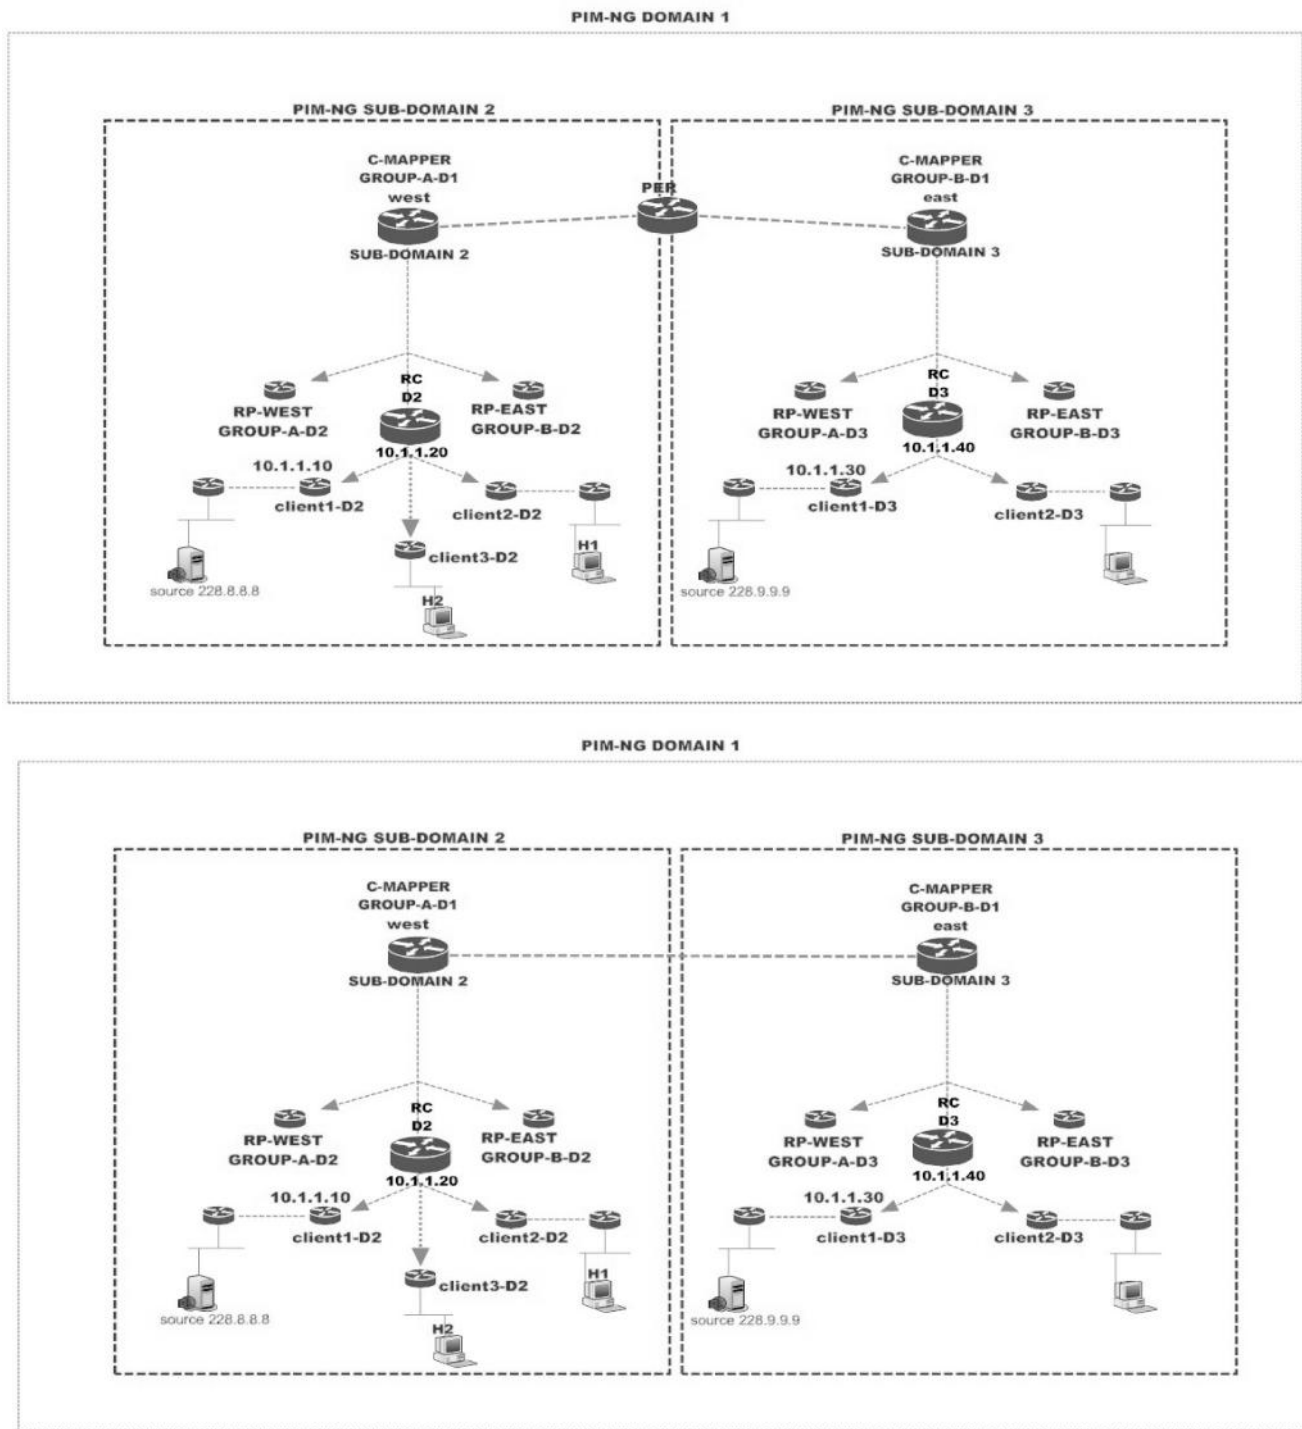 PIM-NG DOMAIN 1
PIM-NG SUB-DOMAIN 2
PIM-NG SUB-DOMAIN 3
C-MAPPER
GROUP-A-D1
west
C-MAPPER
GROUP-B-D1
east
PER
SUB-DOMAIN 2
SUB-DOMAIN 3
RC
D2
RP-WEST
GROUP-A-D2
RP-EAST
GROUP-B-D2
10.1.1.20
10.1.1.10
client1-D2
client2-D2
client3-D2
H1
H2
source 228.8.8.8
RC
D3
RP-WEST
GROUP-A-D3
RP-EAST
GROUP-B-D3
10.1.1.40
10.1.1.30
client1-D3
client2-D3
source 228.9.9.9
PIM-NG DOMAIN 1
PIM-NG SUB-DOMAIN 2
PIM-NG SUB-DOMAIN 3
C-MAPPER
GROUP-A-D1
west
C-MAPPER
GROUP-B-D1
east
SUB-DOMAIN 2
SUB-DOMAIN 3
RC
D2
RP-WEST
GROUP-A-D2
RP-EAST
GROUP-B-D2
10.1.1.20
10.1.1.10
client1-D2
client2-D2
client3-D2
H1
H2
source 228.8.8.8
RC
D3
RP-WEST
GROUP-A-D3
RP-EAST
GROUP-B-D3
10.1.1.40
10.1.1.30
client1-D3
client2-D3
source 228.9.9.9